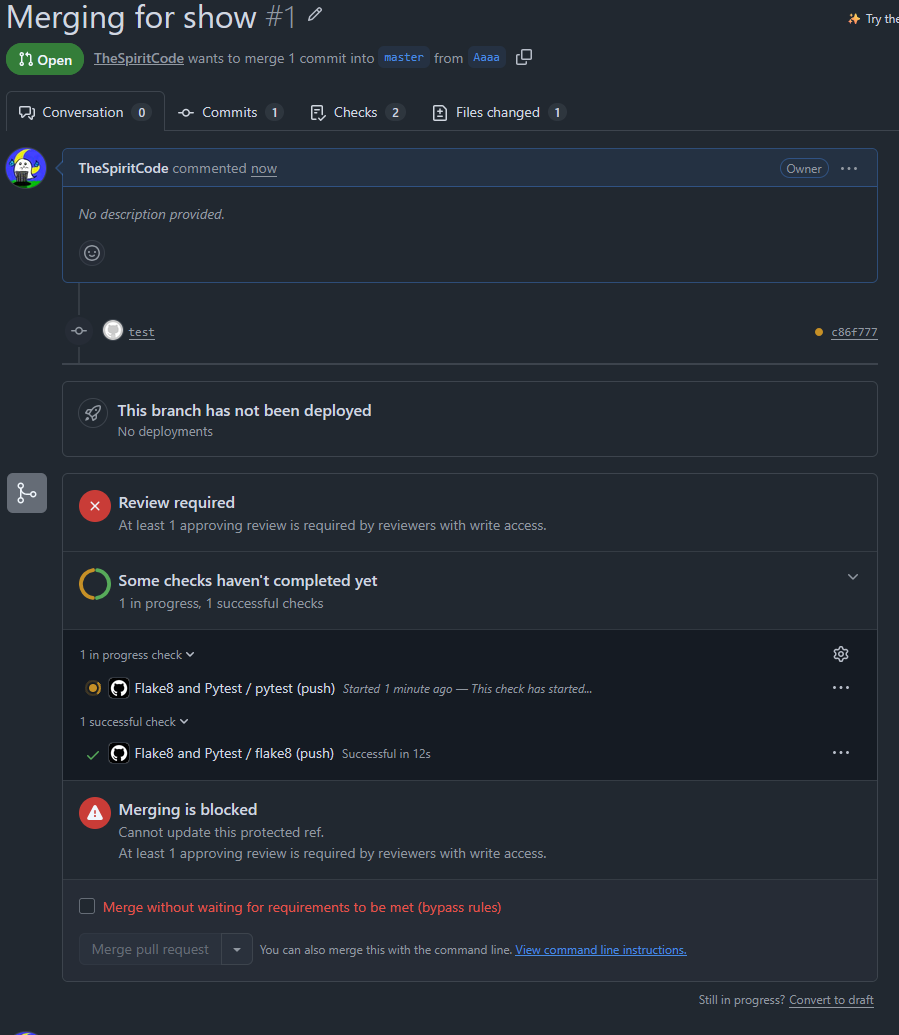 Merging for show #1
Try the
Open
TheSpiritCode wants to merge 1 commit into master from Aaaa
Conversation 0
Commits 1
Checks 2
Files changed 1
TheSpiritCode commented now
Owner
No description provided.
test
c86f777
This branch has not been deployed
No deployments
Review required
At least 1 approving review is required by reviewers with write access.
Some checks haven't completed yet
1 in progress, 1 successful checks
1 in progress check
Flake8 and Pytest / pytest (push) Started 1 minute ago — This check has started...
1 successful check
Flake8 and Pytest / flake8 (push) Successful in 12s
Merging is blocked
Cannot update this protected ref.
At least 1 approving review is required by reviewers with write access.
Merge without waiting for requirements to be met (bypass rules)
Merge pull request
You can also merge this with the command line. View command line instructions.
Still in progress? Convert to draft